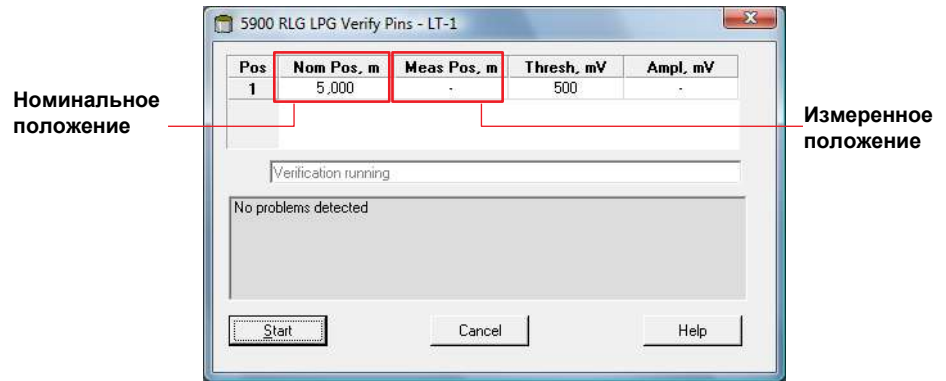 5900 RLG LPG Verify Pins - LT-1
Pos Nom Pos, m Meas Pos, m Thresh, mV Ampl, mV
1 5,000 - 500 -
Номинальное
положение
Измеренное
положение
Verification running
No problems detected
Start Cancel Help